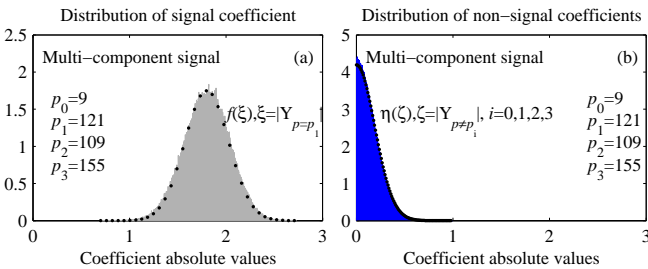 Distribution of signal coefficient
2.5
2
1.5
1
0.5
0
0 1 2 3
Multi−component signal (a)
p0=9
p1=121
p2=109
p3=155
f(ξ),ξ=|Yp=p1|
Coefficient absolute values
Distribution of non−signal coefficients
5
4
3
2
1
0
0 1 2 3
Multi−component signal (b)
η(ζ),ζ=|Yp≠pi|, i=0,1,2,3
p0=9
p1=121
p2=109
p3=155
Coefficient absolute values